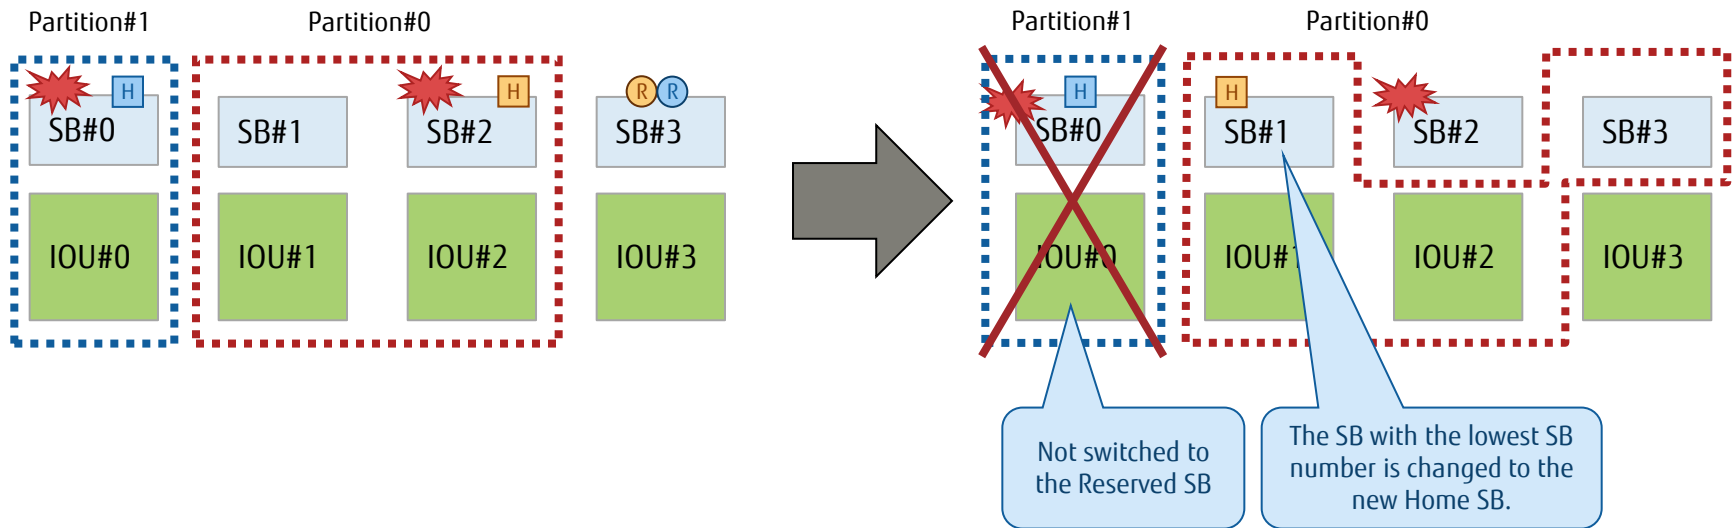 Partition#1
Partition#0
H
SB#0
SB#1
H
SB#2
R
R
SB#3
IOU#0
IOU#1
IOU#2
IOU#3
Partition#1
Partition#0
H
SB#0
H
SB#1
SB#2
SB#3
IOU#0
IOU#1
IOU#2
IOU#3
Not switched to
the Reserved SB
The SB with the lowest SB
number is changed to the
new Home SB.